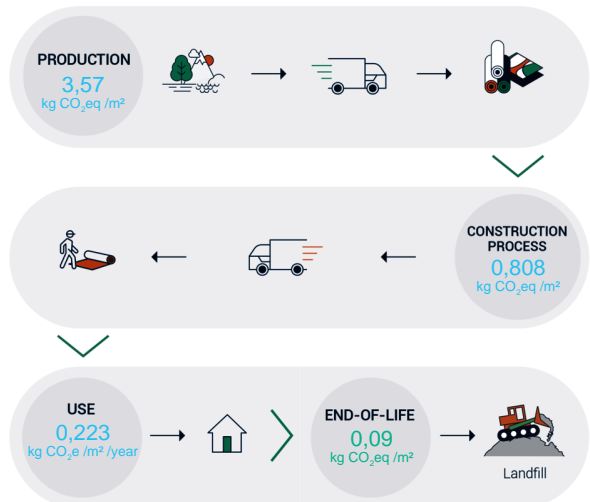 PRODUCTION
3,57
kg CO₂eq /m²
CONSTRUCTION
PROCESS
0,808
kg CO₂eq /m²
USE
0,223
kg CO₂e /m² /year
END-OF-LIFE
0,09
kg CO₂eq /m²
Landfill